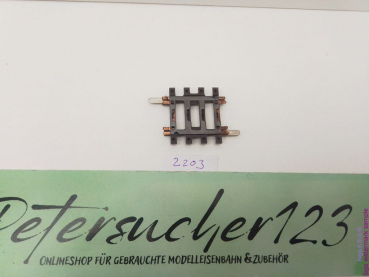 2203
Petersucher123
ONLINESHOP FÜR GEBRAUCHTE MODELLEISENBAHN & ZUBEHÖR